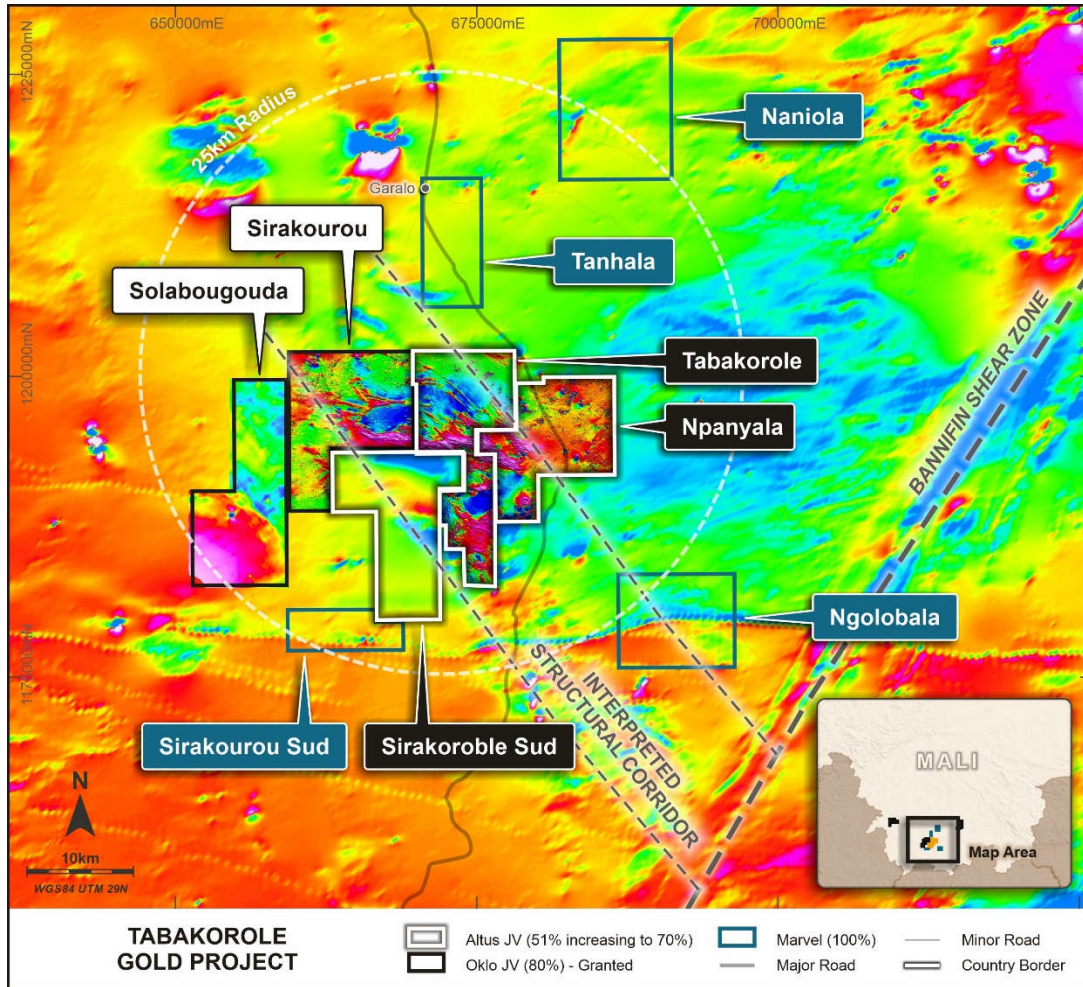 650000mE
675000mE
700000mE
1225000mN
25km Radius
Naniola
Garalo
Sirakourou
Tanhala
Solabougouda
1200000mN
Tabakorole
Npanyala
BANNIFIN SHEAR ZONE
Ngolobala
1175000mN
INTERPRETED
STRUCTURAL CORRIDOR
Sirakourou Sud
Sirakoroble Sud
N
10km
WGS84 UTM 29N
MALI
Map Area
TABAKOROLE
GOLD PROJECT
Altus JV (51% increasing to 70%)
Marvel (100%)
Minor Road
Oklo JV (80%) - Granted
Major Road
Country Border